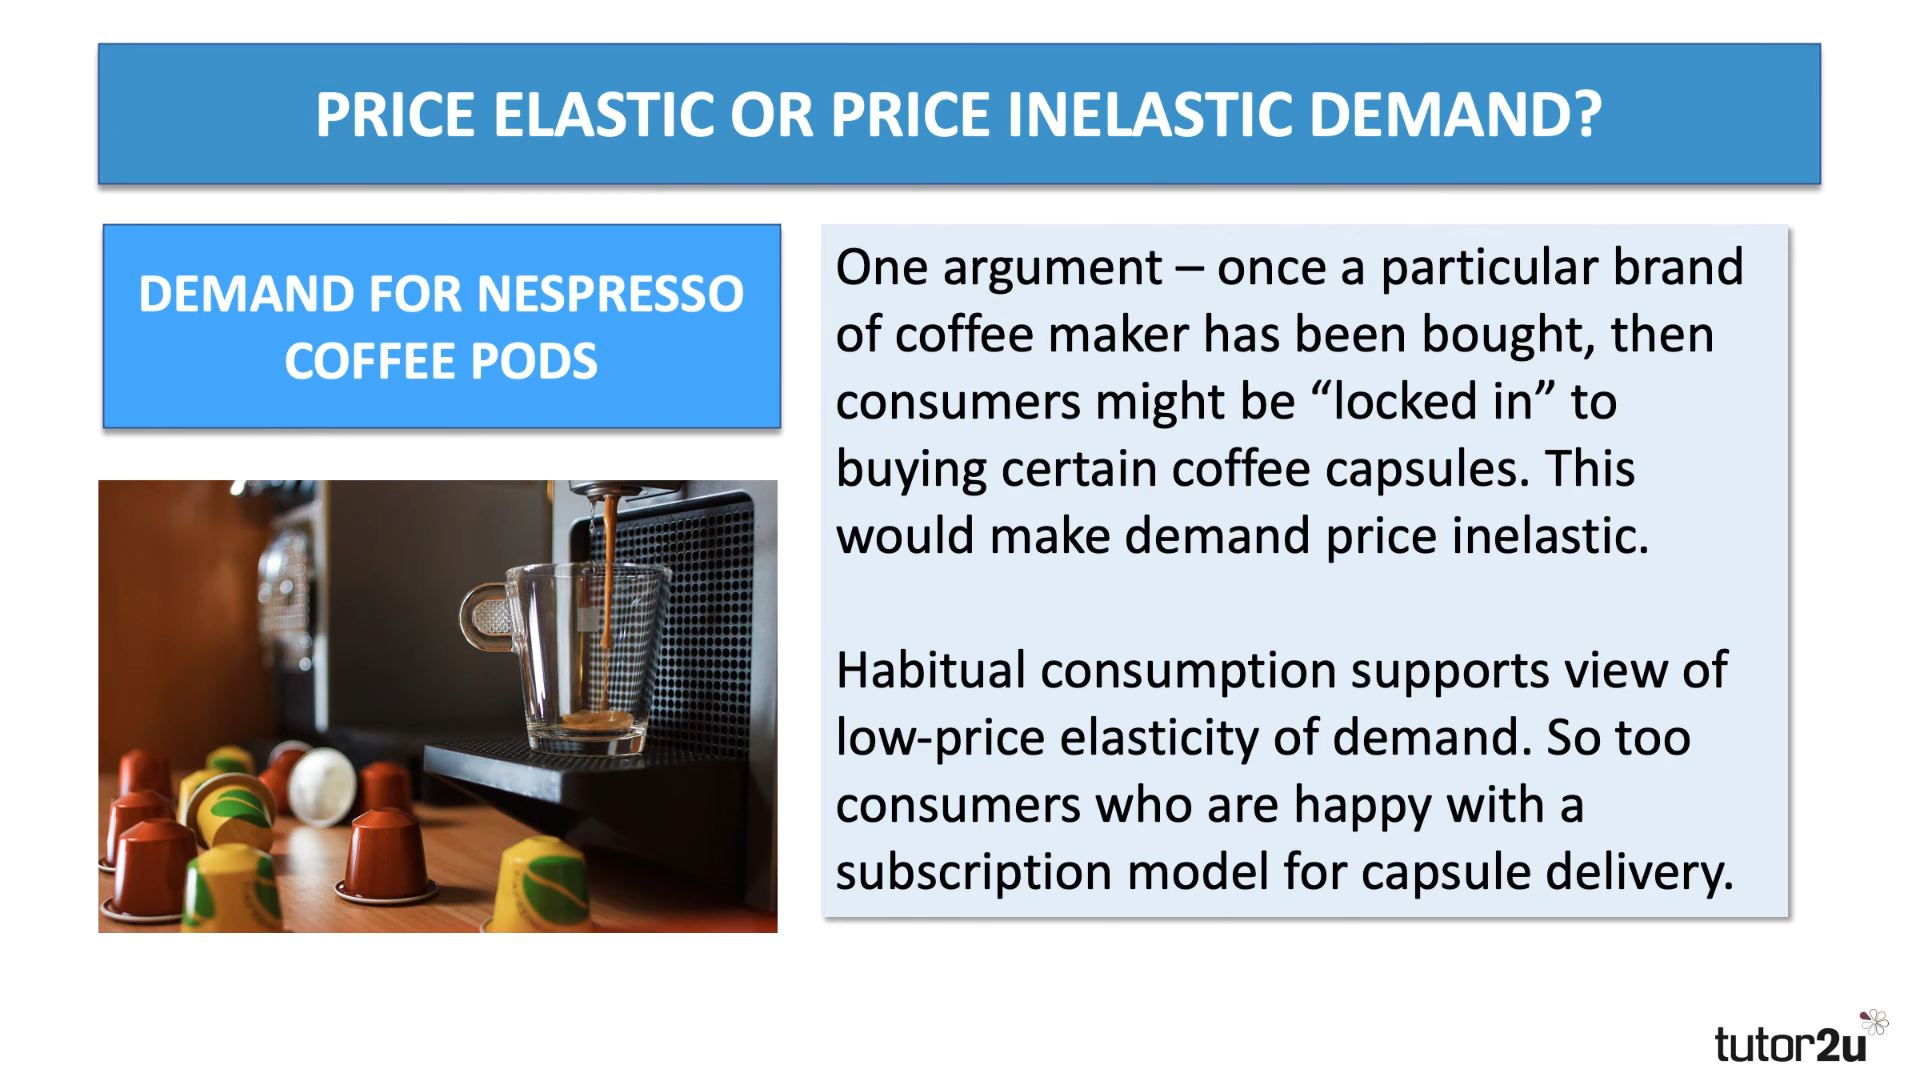 PRICE ELASTIC OR PRICE INELASTIC DEMAND?
DEMAND FOR NESPRESSO
COFFEE PODS
One argument – once a particular brand
of coffee maker has been bought, then
consumers might be “locked in” to
buying certain coffee capsules. This
would make demand price inelastic.
Habitual consumption supports view of
low-price elasticity of demand. So too
consumers who are happy with a
subscription model for capsule delivery.
tutor2u